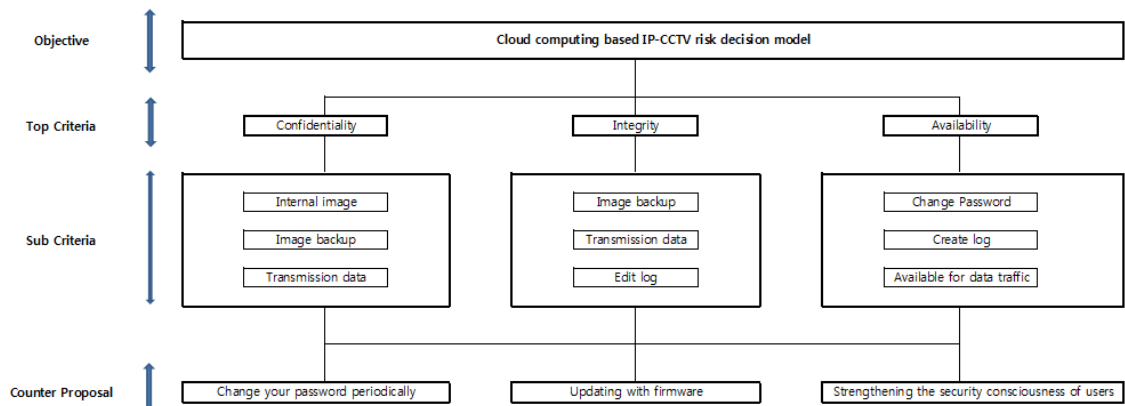 Objective
Cloud computing based IP-CCTV risk decision model
Top Criteria
Confidentiality
Integrity
Availability
Sub Criteria
Internal image
Image backup
Transmission data
Image backup
Transmission data
Edit log
Change Password
Create log
Available for data traffic
Counter Proposal
Change your password periodically
Updating with firmware
Strengthening the security consciousness of users